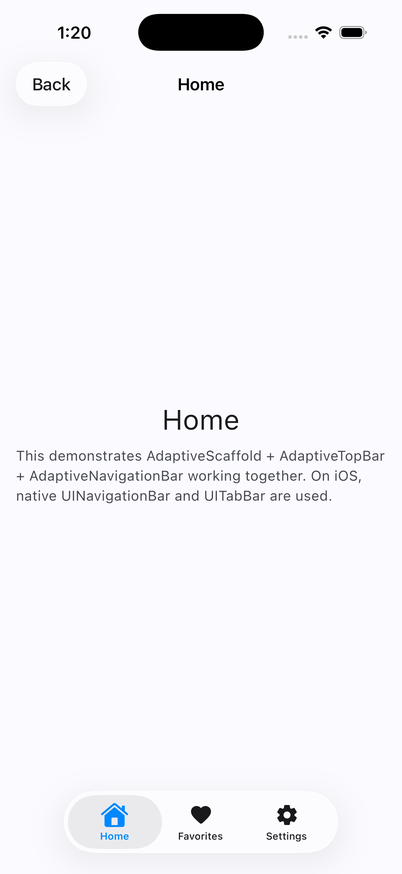 1:20
Back
Home
Home
This demonstrates AdaptiveScaffold + AdaptiveTopBar
+ AdaptiveNavigationBar working together. On iOS,
native UINavigationBar and UITabBar are used.
Home
Favorites
Settings